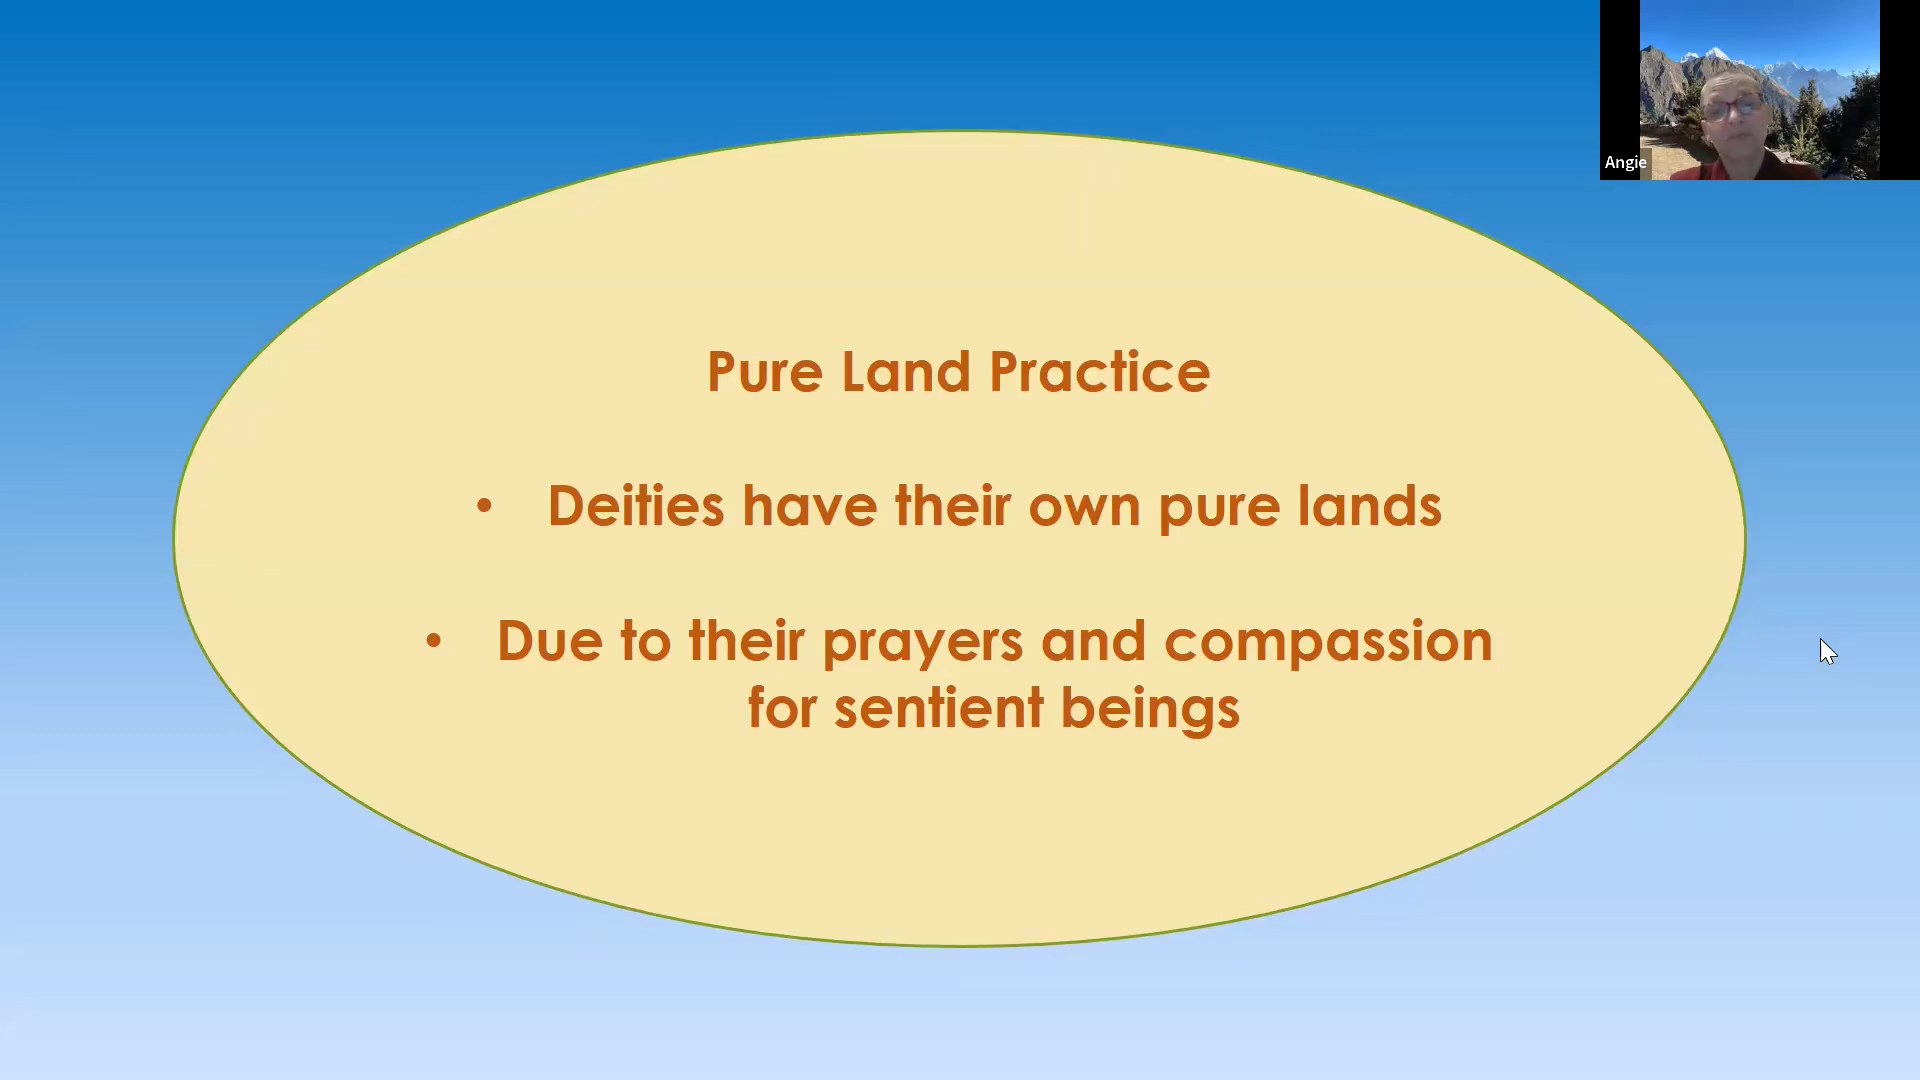 Angie
Pure Land Practice
• Deities have their own pure lands
• Due to their prayers and compassion
for sentient beings